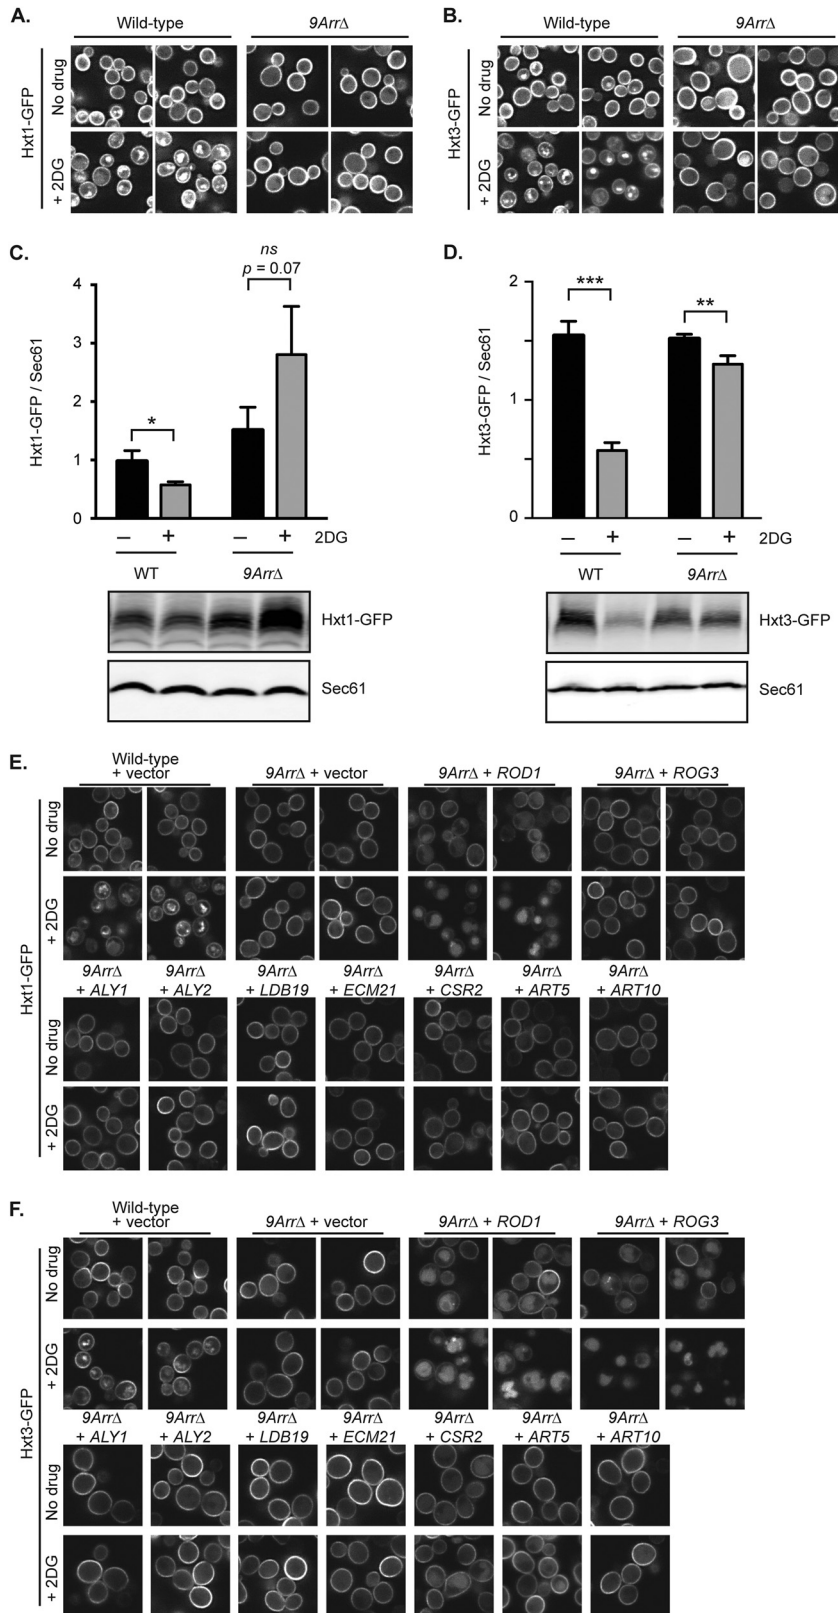 A.
Wild-type 9ArrΔ
Hxt1-GFP
No drug
+ 2DG
B.
Wild-type 9ArrΔ
Hxt3-GFP
No drug
+ 2DG
C.
ns
p = 0.07
*
Hxt1-GFP / Sec61
4
3
2
1
0
– + – + 2DG
WT 9ArrΔ
Hxt1-GFP
Sec61
D.
***
**
Hxt3-GFP / Sec61
2
1
0
– + – + 2DG
WT 9ArrΔ
Hxt3-GFP
Sec61
E.
Wild-type
+ vector 9ArrΔ + vector 9ArrΔ + ROD1 9ArrΔ + ROG3
Hxt1-GFP
No drug
+ 2DG
9ArrΔ 9ArrΔ 9ArrΔ 9ArrΔ 9ArrΔ 9ArrΔ 9ArrΔ
+ ALY1 + ALY2 + LDB19 + ECM21 + CSR2 + ART5 + ART10
No drug
+ 2DG
F.
Wild-type
+ vector 9ArrΔ + vector 9ArrΔ + ROD1 9ArrΔ + ROG3
Hxt3-GFP
No drug
+ 2DG
9ArrΔ 9ArrΔ 9ArrΔ 9ArrΔ 9ArrΔ 9ArrΔ 9ArrΔ
+ ALY1 + ALY2 + LDB19 + ECM21 + CSR2 + ART5 + ART10
No drug
+ 2DG